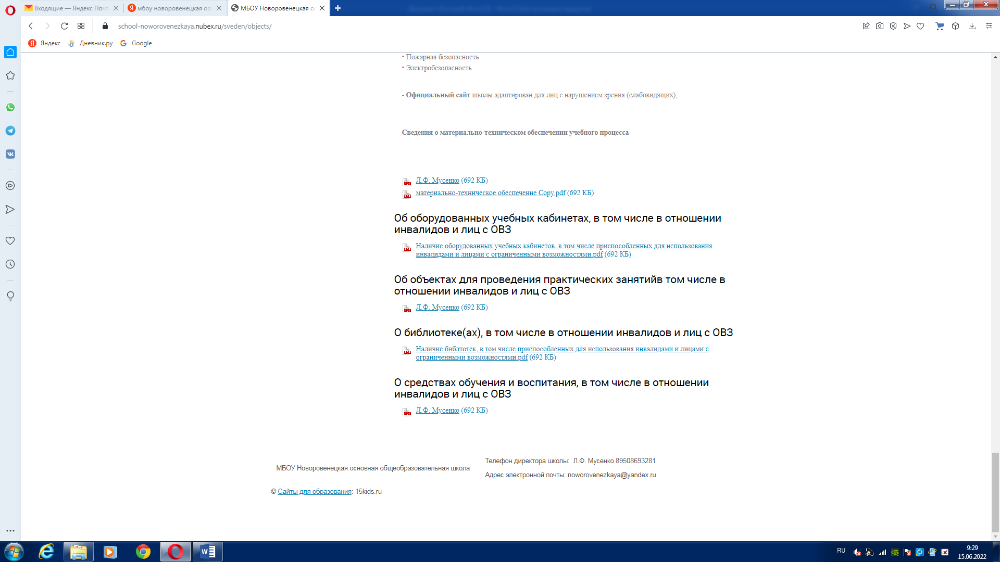 Входящие — Яндекс Почт
мбоу новоровенецкая ос
МБОУ Новоровенецкая о
school-noworovenezkaya.nubex.ru/sveden/objects/
Яндекс
Дневник.ру
Google
• Пожарная безопасность
• Электробезопасность
- Официальный сайт школы адаптирован для лиц с нарушением зрения (слабовидящих);
Сведения о материально-техническом обеспечении учебного процесса
Л.Ф. Мусенко (692 КБ)
материально-техническое обеспечение Copy.pdf (692 КБ)
Об оборудованных учебных кабинетах, в том числе в отношении
инвалидов и лиц с ОВЗ
Наличие оборудованных учебных кабинетов, в том числе приспособленных для использования
инвалидами и лицами с ограниченными возможностями.pdf (692 КБ)
Об объектах для проведения практических занятийв том числе в
отношении инвалидов и лиц с ОВЗ
Л.Ф. Мусенко (692 КБ)
О библиотеке(ах), в том числе в отношении инвалидов и лиц с ОВЗ
Наличие библтотек, в том числе приспособленных для использования инвалидами и лицами с
ограниченными возможностями.pdf (692 КБ)
О средствах обучения и воспитания, в том числе в отношении
инвалидов и лиц с ОВЗ
Л.Ф. Мусенко (692 КБ)
МБОУ Новоровенецкая основная общеобразовательная школа
Телефон директора школы: Л.Ф. Мусенко 89508693281
Адрес электронной почты: noworovenezkaya@yandex.ru
© Сайты для образования: 15kids.ru
RU
9:29
15.06.2022